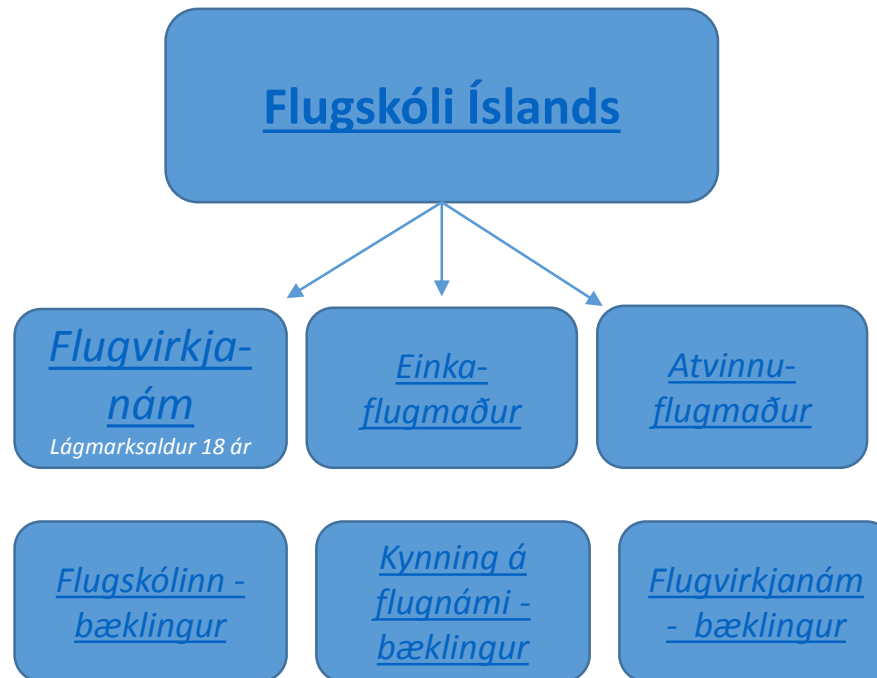 Flugskóli Íslands
Flugvirkja-
nám
Lágmarksaldur 18 ár
Einka-
flugmaður
Atvinnu-
flugmaður
Flugskólinn -
bæklingur
Kynning á
flugnámi -
bæklingur
Flugvirkjanám
- bæklingur